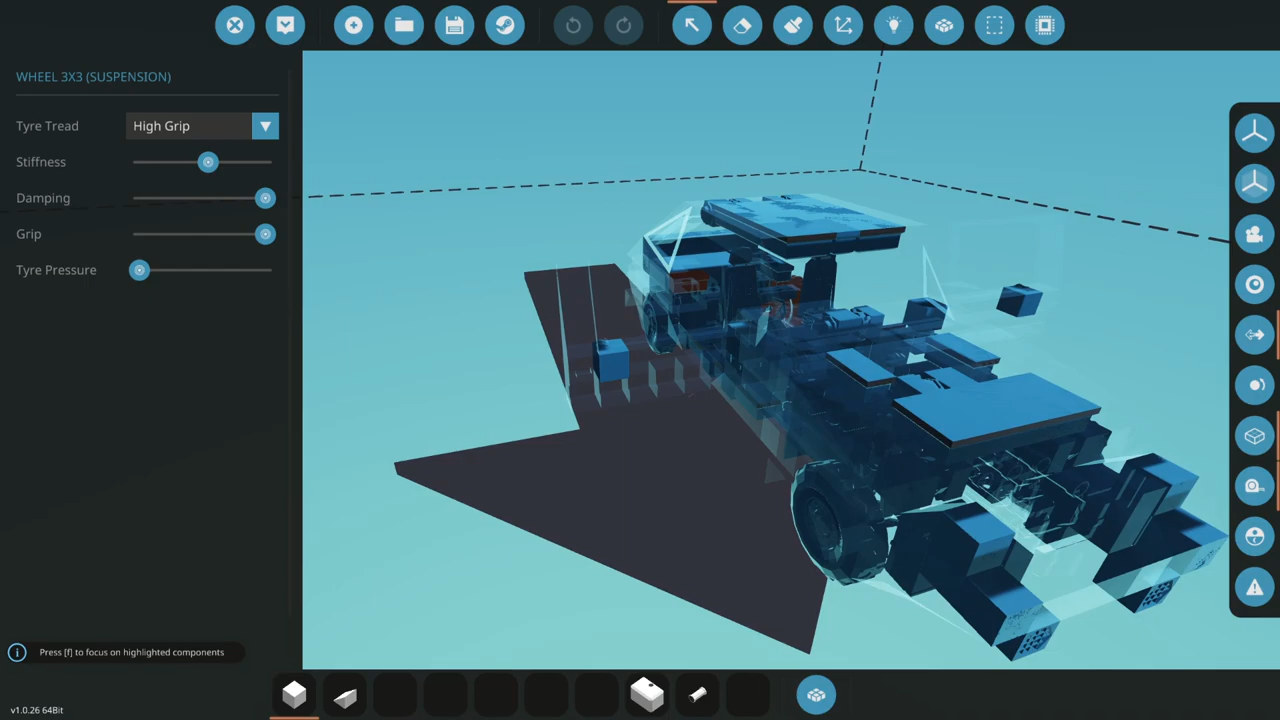 WHEEL 3X3 (SUSPENSION)
Tyre Tread
High Grip
Stiffness
Damping
Grip
Tyre Pressure
Press [f] to focus on highlighted components
v1.0.26 64Bit